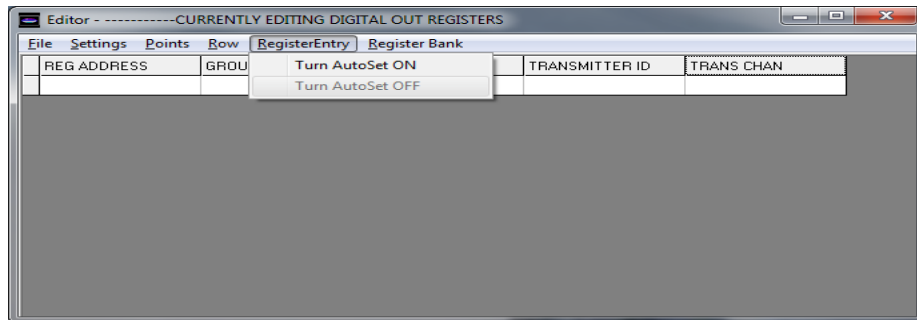 Editor - -----------CURRENTLY EDITING DIGITAL OUT REGISTERS
File Settings Points Row RegisterEntry Register Bank
REG ADDRESS GROU TRANSMITTER ID TRANS CHAN
Turn AutoSet ON
Turn AutoSet OFF